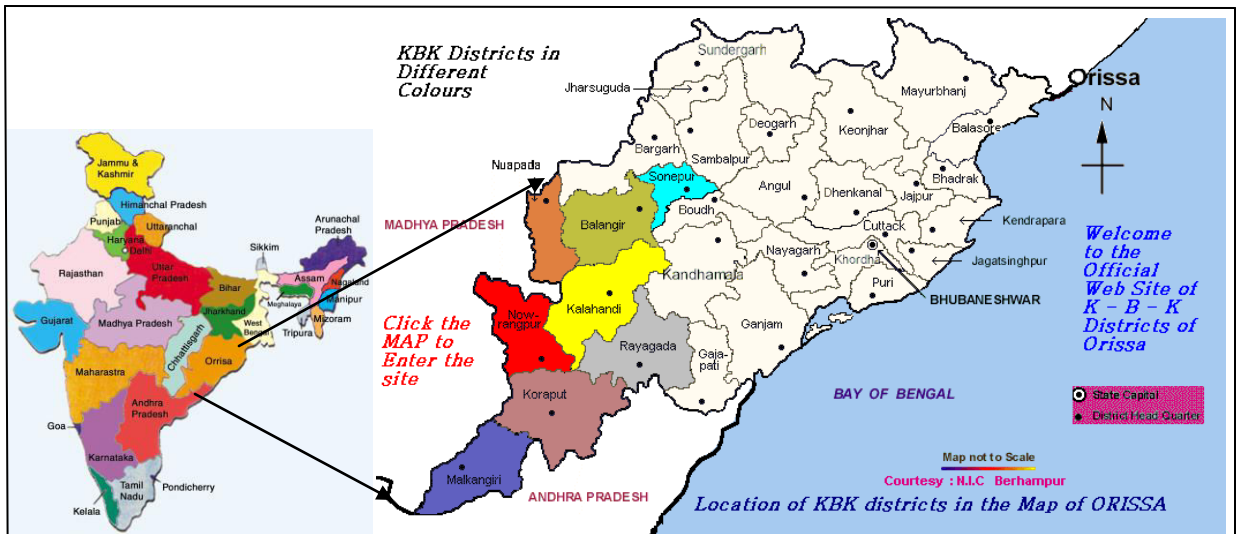 KBK Districts in
Different
Colours
Sundergarh
Jharsuguda
Mayurbhanj
Orissa
N
Deogarh
Keonjhar
Balasore
Bargarh
Sambalpur
Nuapada
Sonepur
Bhadrak
Angul
Dhenkanal
Jajpur
Boudh
Kendrapara
MADHYA PRADESH
Balangir
Cuttack
Nayagarh
Khordha
Jagatsinghpur
Kandhamala
Puri
BHUBANESHWAR
Welcome
to the
Official
Web Site of
K - B - K
Districts of
Orissa
Now-
rangpur
Kalahandi
Ganjam
Rayagada
Gaja-
pati
Click the
MAP to
Enter the
site
Koraput
BAY OF BENGAL
State Capital
District Head Quarter
Malkangiri
ANDHRA PRADESH
Map not to Scale
Courtesy : N.I.C Berhampur
Location of KBK districts in the Map of ORISSA
Jammu &
Kashmir
Himanchal Pradesh
Punjab
Uttaranchal
Arunachal
Pradesh
Haryana
Delhi
Sikkim
Rajasthan
Uttar
Pradesh
Assam
Nagaland
Bihar
Meghalaya
Manipur
Gujarat
Madhya Pradesh
Jharkhand
West
Bengal
Tripura
Mizoram
Chhattisgarh
Orrisa
Maharastra
Andhra
Pradesh
Goa
Karnataka
Tamil
Nadu
Pondicherry
Kelala